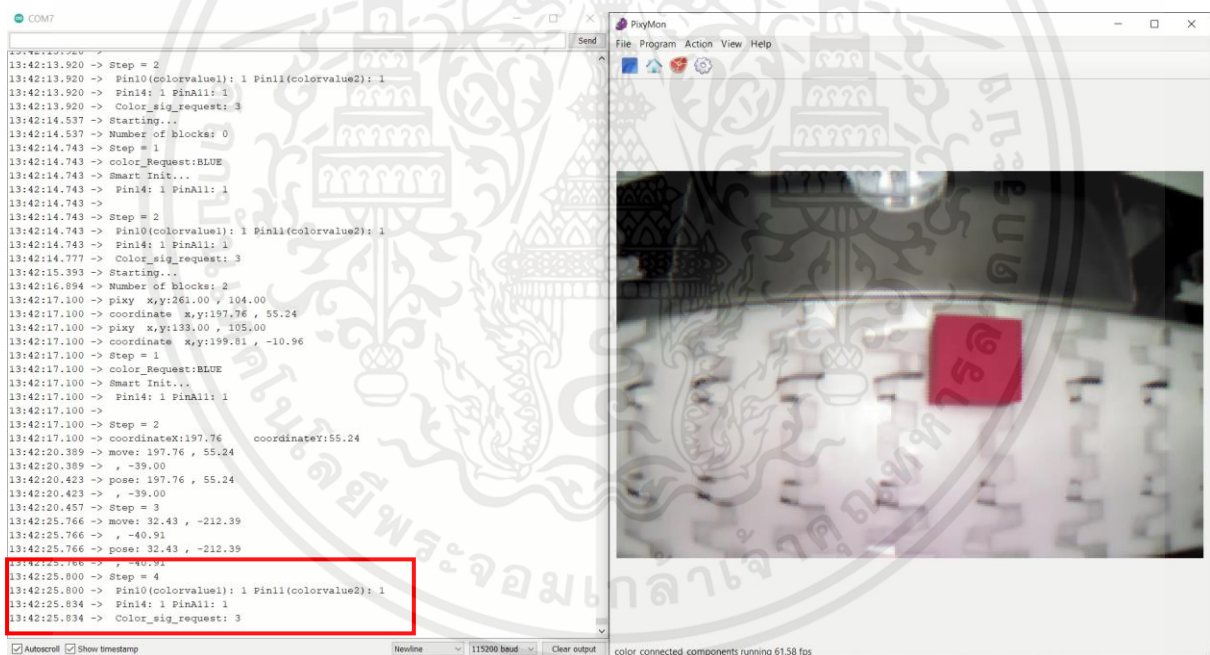 COM7
Send
13:42:13.920 -> Step = 2
13:42:13.920 ->  Pin10(colorvalue1): 1 Pin11(colorvalue2): 1
13:42:13.920 ->  Pin14: 1 PinA11: 1
13:42:13.920 ->  Color_sig_request: 3
13:42:14.537 -> Starting...
13:42:14.537 -> Number of blocks: 0
13:42:14.743 -> Step = 1
13:42:14.743 -> color_Request:BLUE
13:42:14.743 -> Smart Init...
13:42:14.743 ->  Pin14: 1 PinA11: 1
13:42:14.743 ->
13:42:14.743 -> Step = 2
13:42:14.743 ->  Pin10(colorvalue1): 1 Pin11(colorvalue2): 1
13:42:14.743 ->  Pin14: 1 PinA11: 1
13:42:14.777 ->  Color_sig_request: 3
13:42:15.393 -> Starting...
13:42:16.894 -> Number of blocks: 2
13:42:17.100 -> pixy  x,y:261.00 , 104.00
13:42:17.100 -> coordinate  x,y:197.76 , 55.24
13:42:17.100 -> pixy  x,y:133.00 , 105.00
13:42:17.100 -> coordinate  x,y:199.81 , -10.96
13:42:17.100 -> Step = 1
13:42:17.100 -> color_Request:BLUE
13:42:17.100 -> Smart Init...
13:42:17.100 ->  Pin14: 1 PinA11: 1
13:42:17.100 ->
13:42:17.100 -> Step = 2
13:42:17.100 -> coordinateX:197.76      coordinateY:55.24
13:42:20.389 -> move: 197.76 , 55.24
13:42:20.389 ->  , -39.00
13:42:20.423 -> pose: 197.76 , 55.24
13:42:20.423 ->  , -39.00
13:42:20.457 -> Step = 3
13:42:25.766 -> move: 32.43 , -212.39
13:42:25.766 ->  , -40.91
13:42:25.766 -> pose: 32.43 , -212.39
13:42:25.766 ->  , -40.91
13:42:25.800 -> Step = 4
13:42:25.800 ->  Pin10(colorvalue1): 1 Pin11(colorvalue2): 1
13:42:25.834 ->  Pin14: 1 PinA11: 1
13:42:25.834 ->  Color_sig_request: 3
Autoscroll Show timestamp Newline 115200 baud Clear output
PixyMon
File Program Action View Help
color_connected_components running 61.58 fps